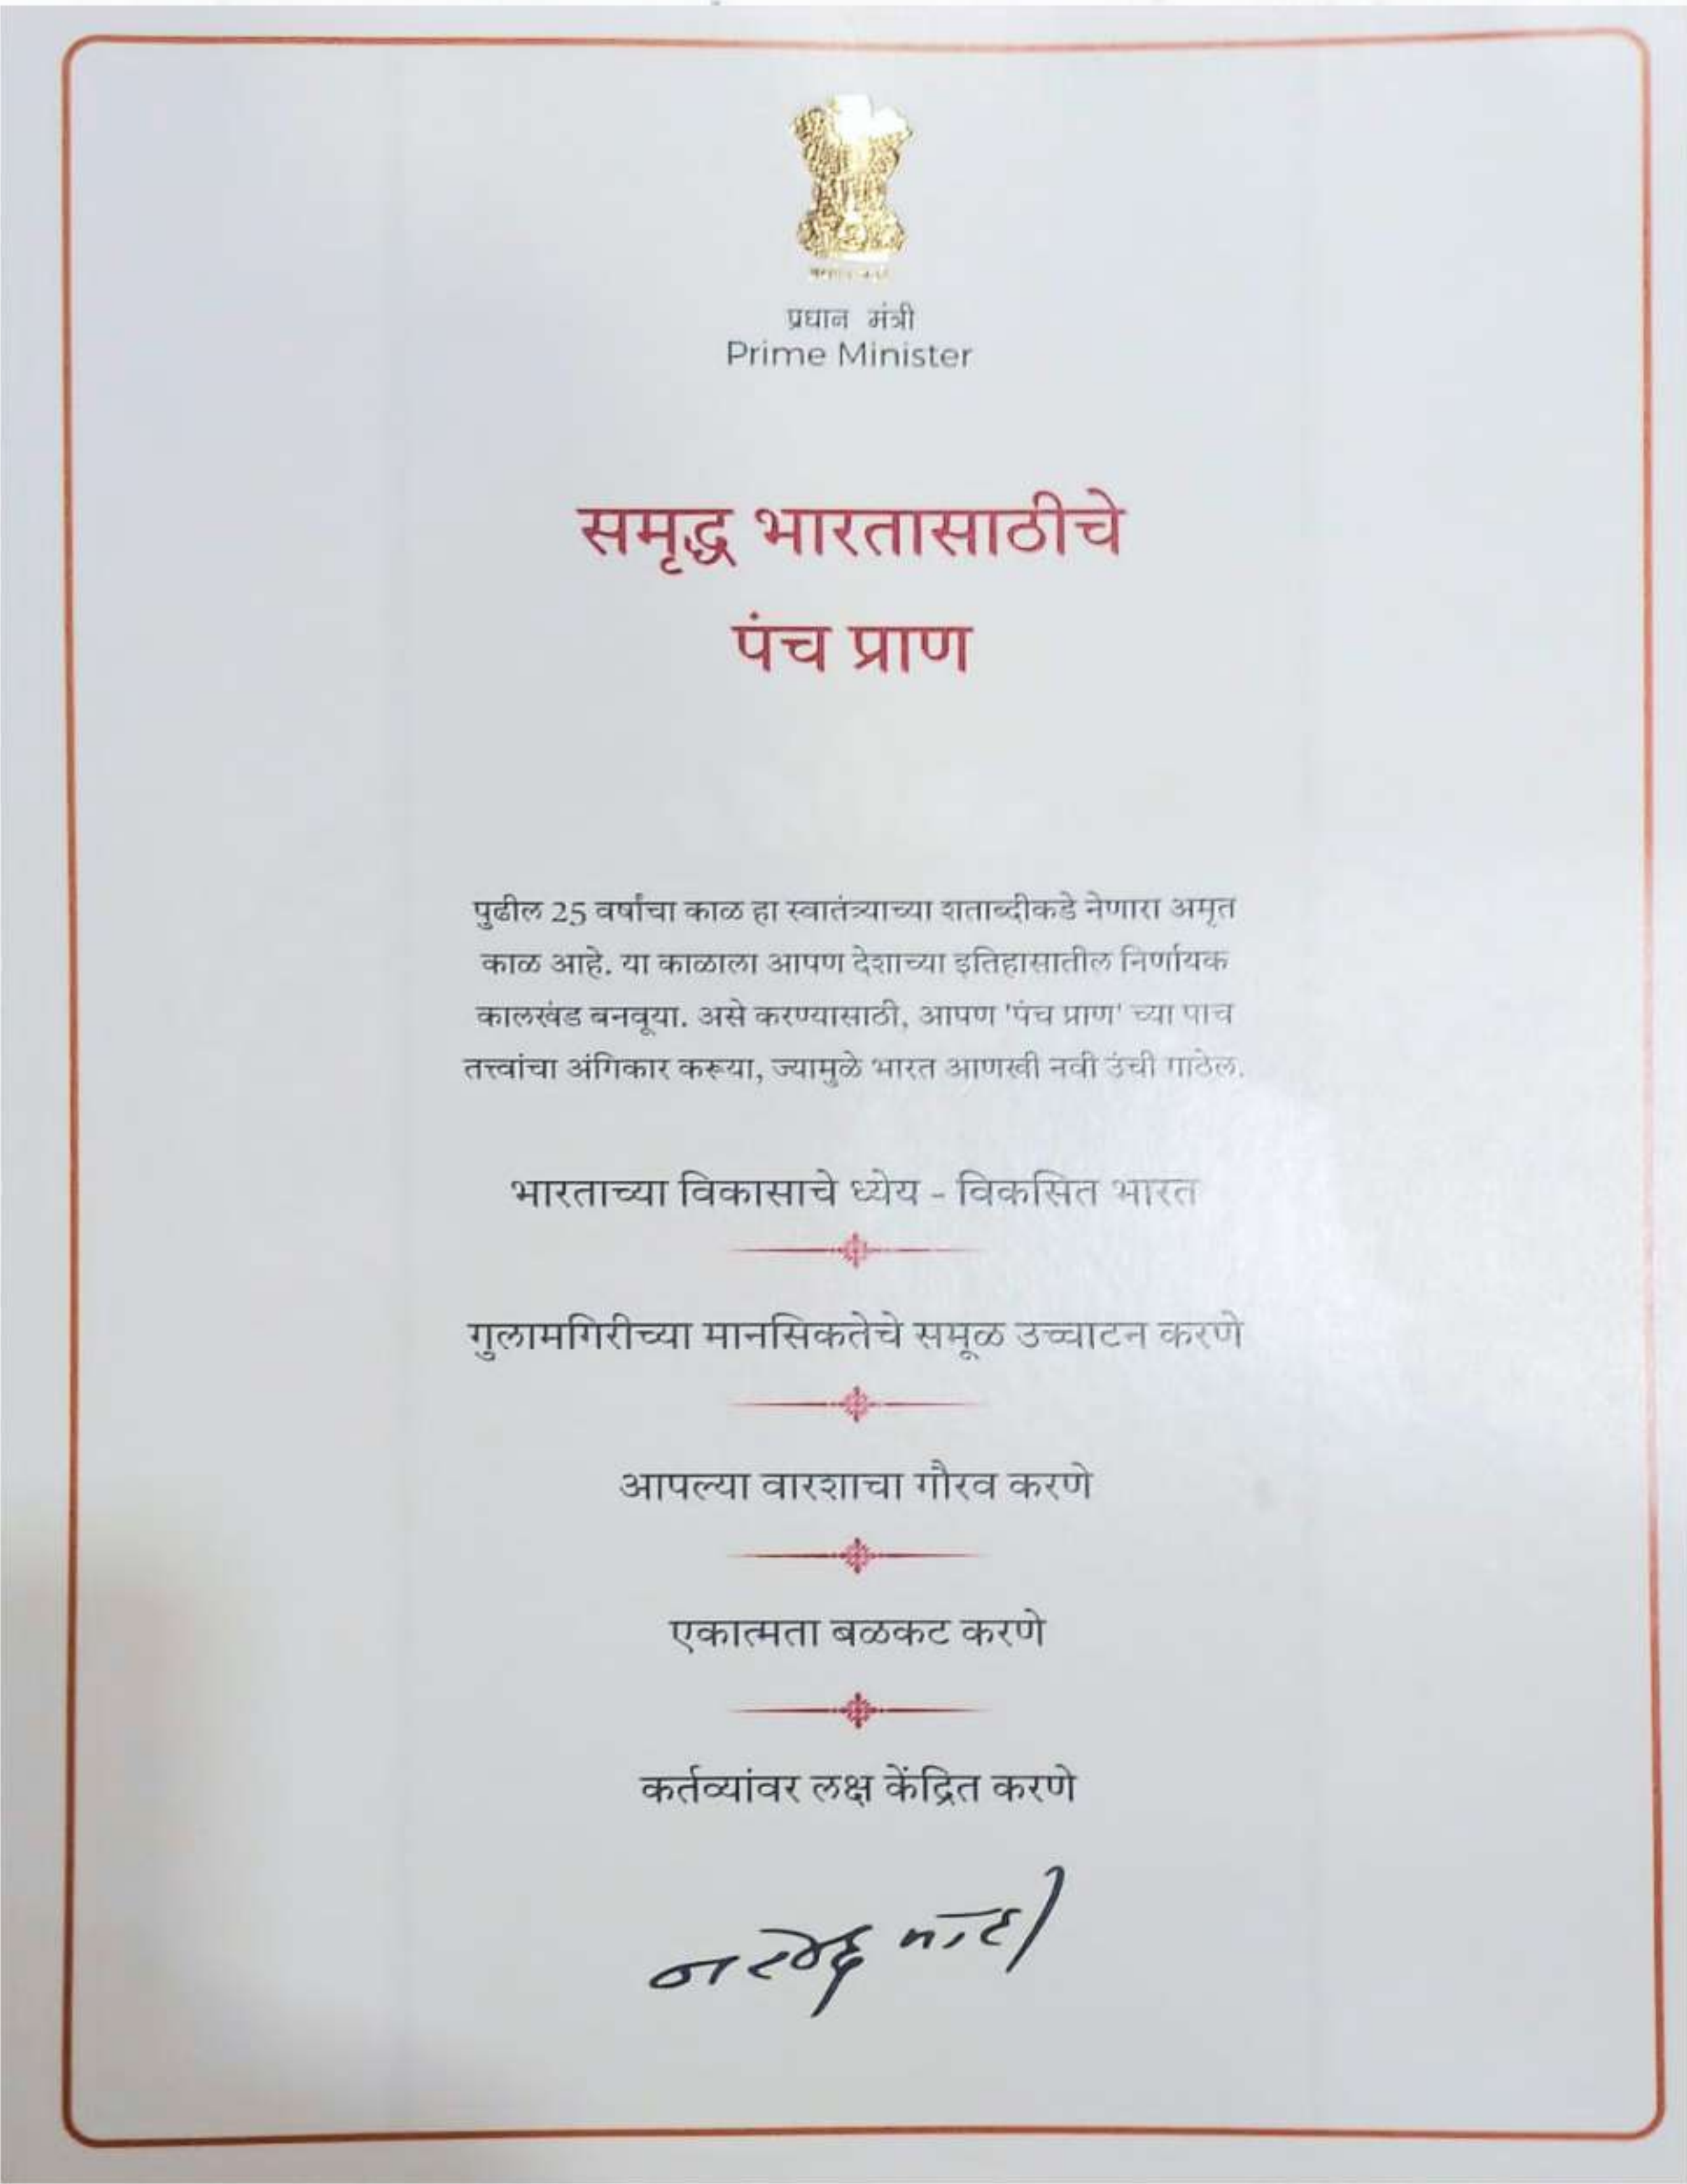 प्रधान मंत्री
Prime Minister
समृद्ध भारतासाठीचे
पंच प्राण
पुढील 25 वर्षांचा काळ हा स्वातंत्र्याच्या शताब्दीकडे नेणारा अमृत
काळ आहे. या काळाला आपण देशाच्या इतिहासातील निर्णायक
कालखंड बनवूया. असे करण्यासाठी, आपण 'पंच प्राण' च्या पाच
तत्त्वांचा अंगिकार करूया, ज्यामुळे भारत आणखी नवी उंची गाठेल.
भारताच्या विकासाचे ध्येय - विकसित भारत
गुलामगिरीच्या मानसिकतेचे समूळ उच्चाटन करणे
आपल्या वारशाचा गौरव करणे
एकात्मता बळकट करणे
कर्तव्यांवर लक्ष केंद्रित करणे